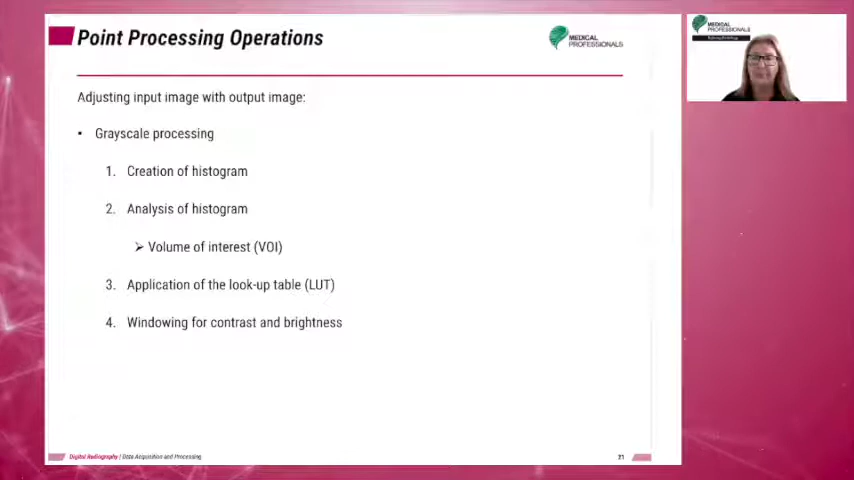 Point Processing Operations
MEDICAL
PROFESSIONALS
MEDICAL
PROFESSIONALS
Adjusting input image with output image:
• Grayscale processing
1. Creation of histogram
2. Analysis of histogram
➢ Volume of interest (VOI)
3. Application of the look-up table (LUT)
4. Windowing for contrast and brightness
Digital Radiography | Data Acquisition and Processing
21